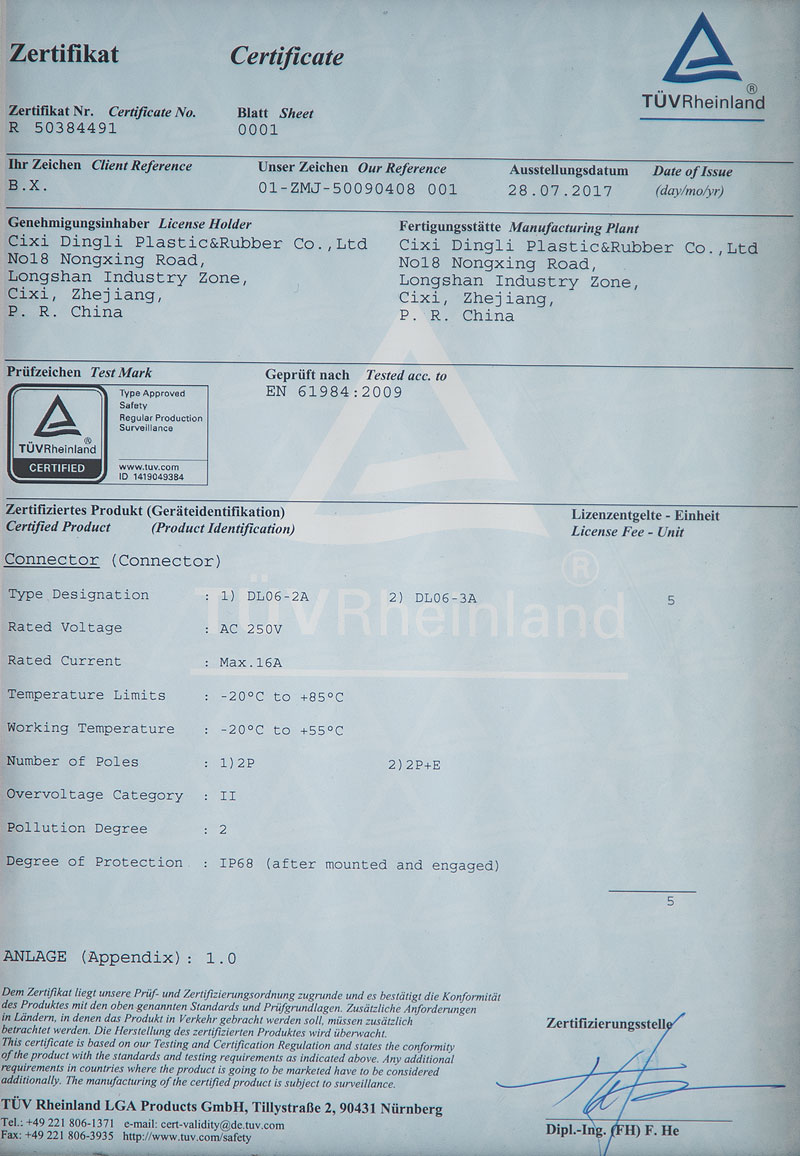 Zertifikat Certificate
TÜVRheinland®
Zertifikat Nr. Certificate No. Blatt Sheet
R 50384491 0001
Ihr Zeichen Client Reference Unser Zeichen Our Reference Ausstellungsdatum Date of Issue
B.X. 01-ZMJ-50090408 001 28.07.2017 (day/mo/yr)
Genehmigungsinhaber License Holder Fertigungsstätte Manufacturing Plant
Cixi Dingli Plastic&Rubber Co.,Ltd Cixi Dingli Plastic&Rubber Co.,Ltd
No18 Nongxing Road, No18 Nongxing Road,
Longshan Industry Zone, Longshan Industry Zone,
Cixi, Zhejiang, Cixi, Zhejiang,
P. R. China P. R. China
Prüfzeichen Test Mark Geprüft nach Tested acc. to
EN 61984:2009
TÜVRheinland®
CERTIFIED
Type Approved
Safety
Regular Production
Surveillance
www.tuv.com
ID 1419049384
Zertifiziertes Produkt (Geräteidentifikation) Lizenzentgelte - Einheit
Certified Product (Product Identification) License Fee - Unit
Connector (Connector)
TÜVRheinland®
Type Designation : 1) DL06-2A 2) DL06-3A 5
Rated Voltage : AC 250V
Rated Current : Max.16A
Temperature Limits : -20°C to +85°C
Working Temperature : -20°C to +55°C
Number of Poles : 1)2P 2)2P+E
Overvoltage Category : II
Pollution Degree : 2
Degree of Protection : IP68 (after mounted and engaged)
5
ANLAGE (Appendix): 1.0
Dem Zertifikat liegt unsere Prüf- und Zertifizierungsordnung zugrunde und es bestätigt die Konformität
des Produktes mit den oben genannten Standards und Prüfgrundlagen. Zusätzliche Anforderungen
in Ländern, in denen das Produkt in Verkehr gebracht werden soll, müssen zusätzlich
betrachtet werden. Die Herstellung des zertifizierten Produktes wird überwacht.
This certificate is based on our Testing and Certification Regulation and states the conformity
of the product with the standards and testing requirements as indicated above. Any additional
requirements in countries where the product is going to be marketed have to be considered
additionally. The manufacturing of the certified product is subject to surveillance.
Zertifizierungsstelle
TÜV Rheinland LGA Products GmbH, Tillystraße 2, 90431 Nürnberg
Tel.: +49 221 806-1371 e-mail: cert-validity@de.tuv.com
Fax: +49 221 806-3935 http://www.tuv.com/safety
Dipl.-Ing. (FH) F. He